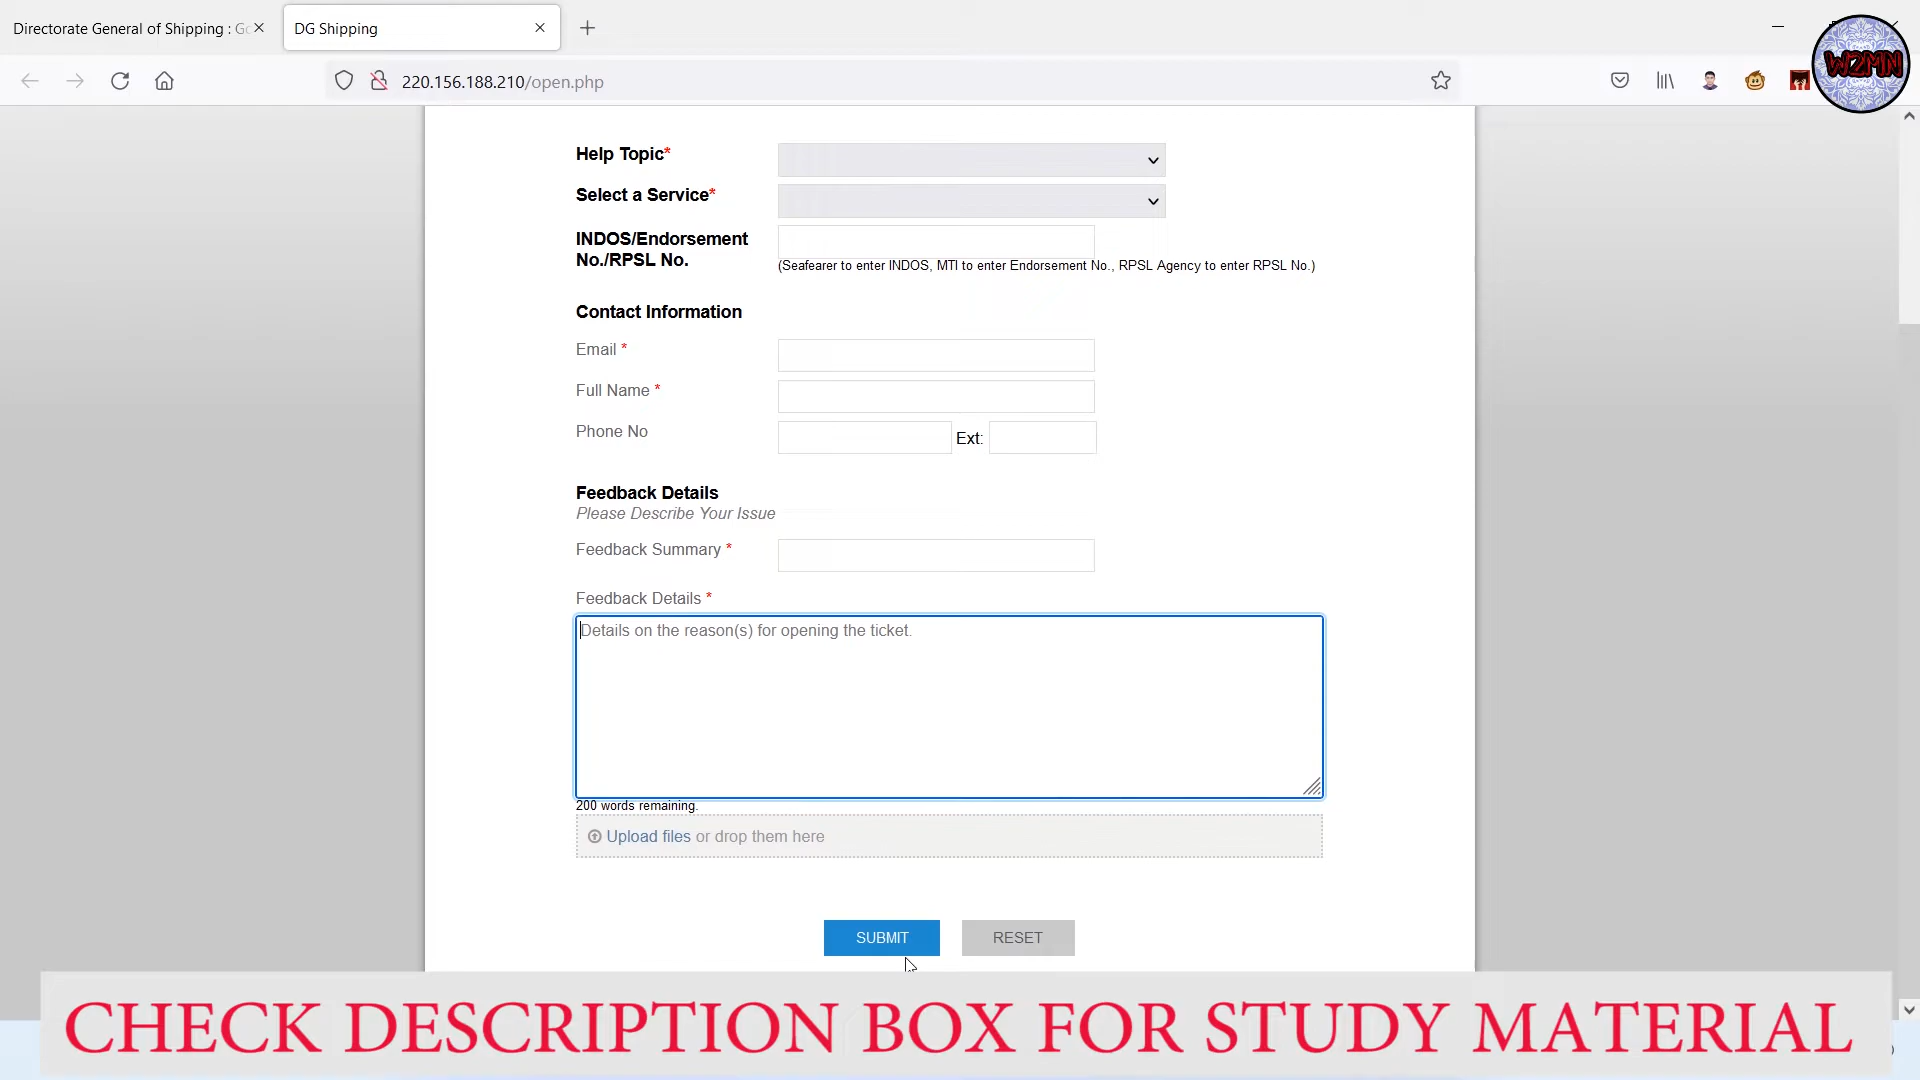 Directorate General of Shipping : Go
DG Shipping
220.156.188.210/open.php
W2MN
Help Topic*
Select a Service*
INDOS/Endorsement
No./RPSL No.
(Seafearer to enter INDOS, MTI to enter Endorsement No., RPSL Agency to enter RPSL No.)
Contact Information
Email *
Full Name *
Phone No
Ext:
Feedback Details
Please Describe Your Issue
Feedback Summary *
Feedback Details *
Details on the reason(s) for opening the ticket.
200 words remaining.
Upload files or drop them here
SUBMIT
RESET
CHECK DESCRIPTION BOX FOR STUDY MATERIAL